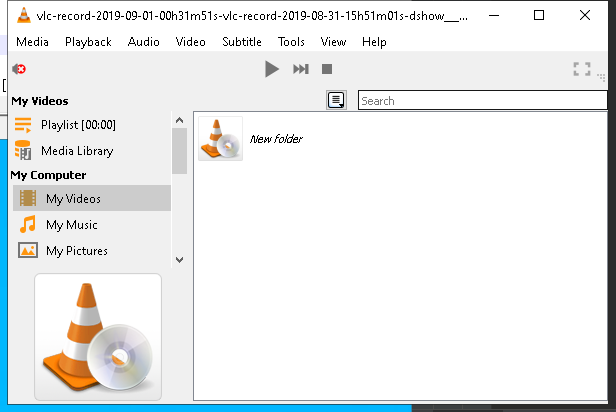 vlc-record-2019-09-01-00h31m51s-vlc-record-2019-08-31-15h51m01s-dshow__...
Media Playback Audio Video Subtitle Tools View Help
My Videos
Search
Playlist [00:00]
Media Library
My Computer
My Videos
My Music
My Pictures
New folder